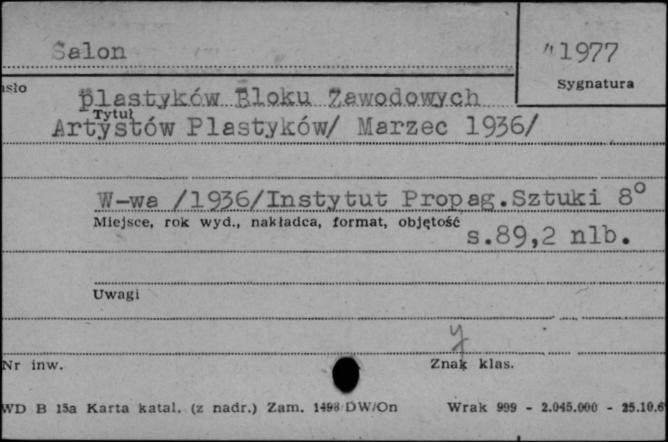 Salon
"1977
Sygnatura
asło
plastyków Bloku Zawodowych
Tytuł
Artystów Plastyków/ Marzec 1936/
W-wa /1936/Instytut Propag.Sztuki 8°
Miejsce, rok wyd., nakładca, format, objętość
s.89,2 nlb.
Uwagi
y
Nr inw.
Znak klas.
WD B 15a Karta katal. (z nadr.) Zam. 1498/DW/On
Wrak 999 - 2.045.000 - 25.10.6